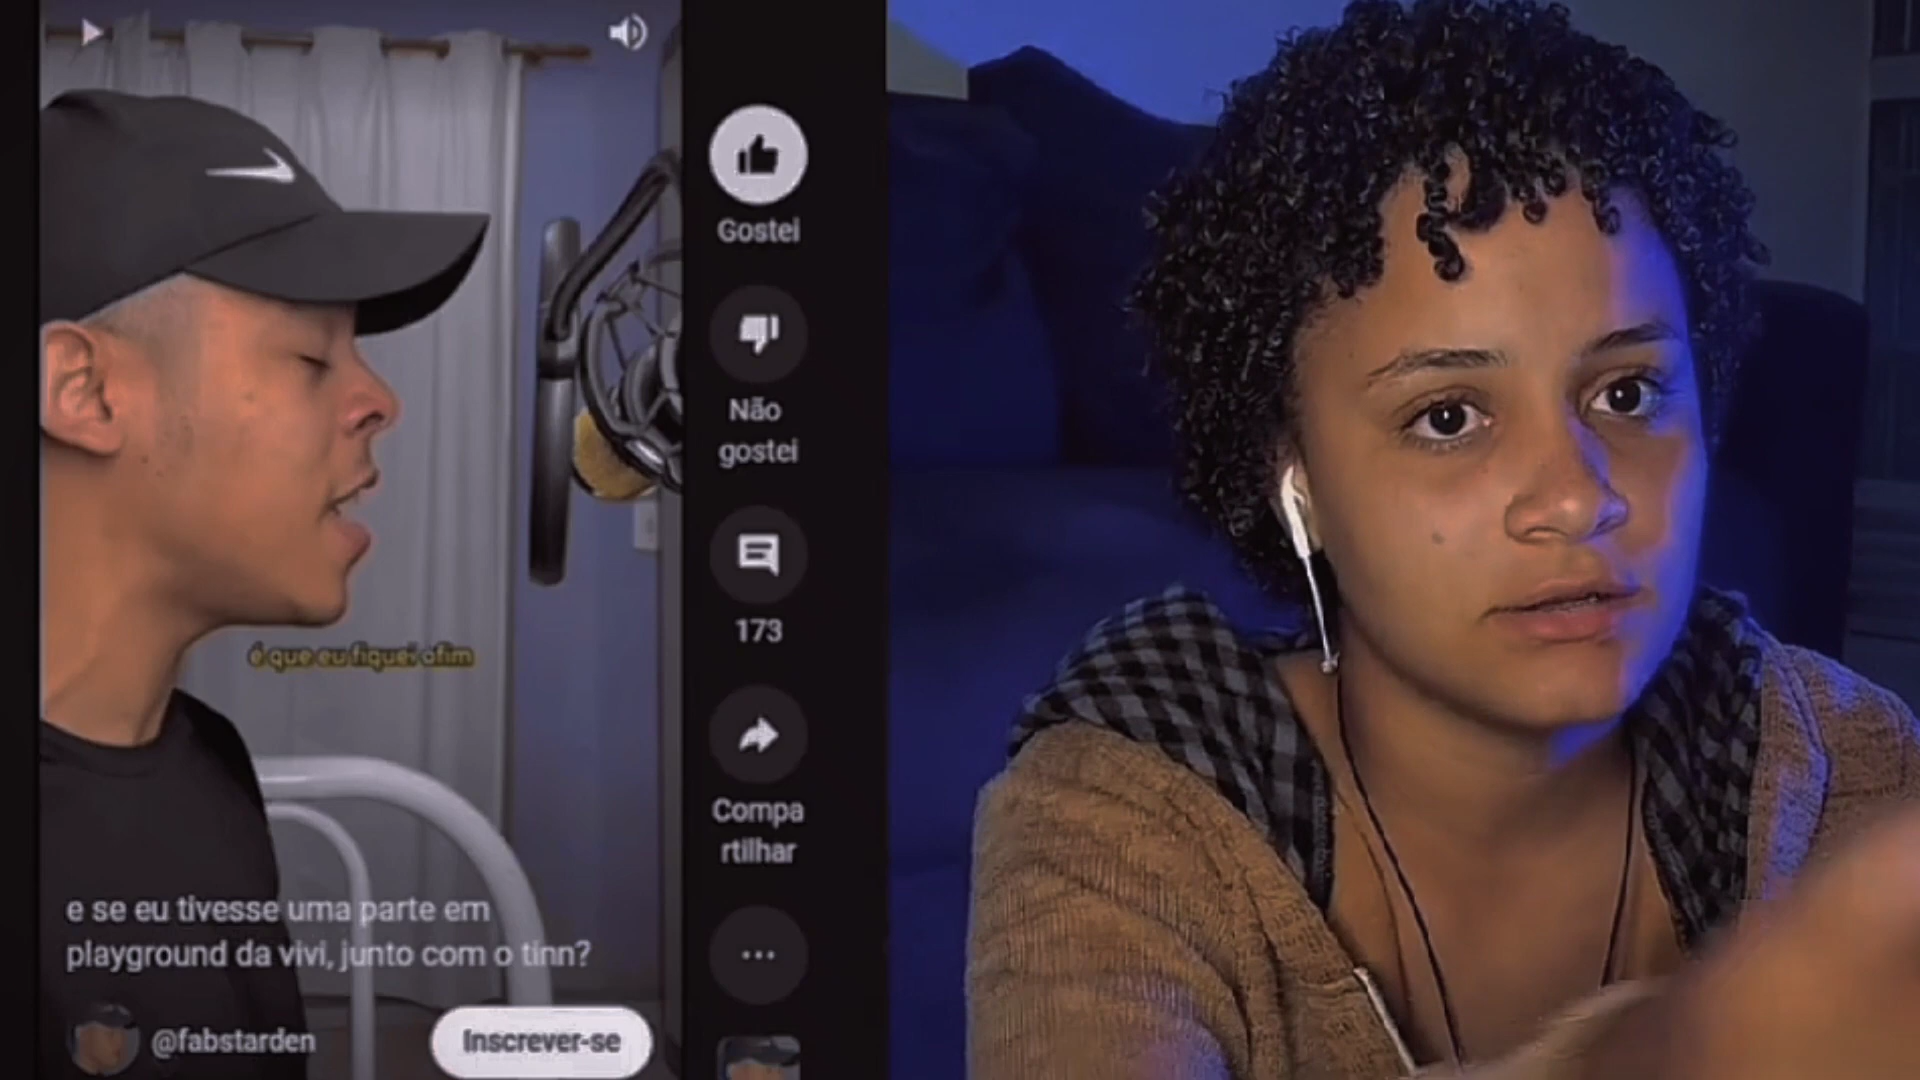 Gostei
Não
gostei
é que eu fiquei afim
173
Compa
rtilhar
e se eu tivesse uma parte em
playground da vivi, junto com o tinn?
@fabstarden
Inscrever-se